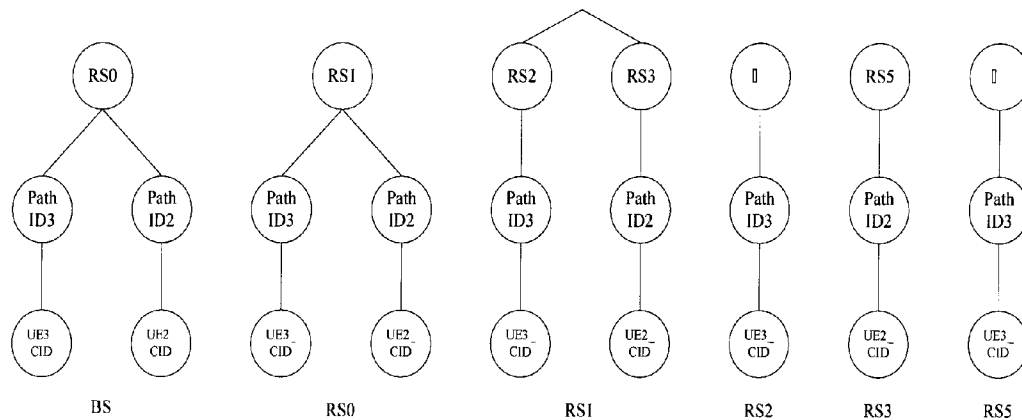 RS0
RS1
RS2
RS3
RS5
Path
ID3
Path
ID2
Path
ID3
Path
ID2
Path
ID3
Path
ID2
Path
ID3
Path
ID2
Path
ID3
UE3
CID
UE2
CID
UE3_
CID
UE2_
CID
UE3_
CID
UE2_
CID
UE3_
CID
UE2_
CID
UE3_
CID
BS
RS0
RS1
RS2
RS3
RS5